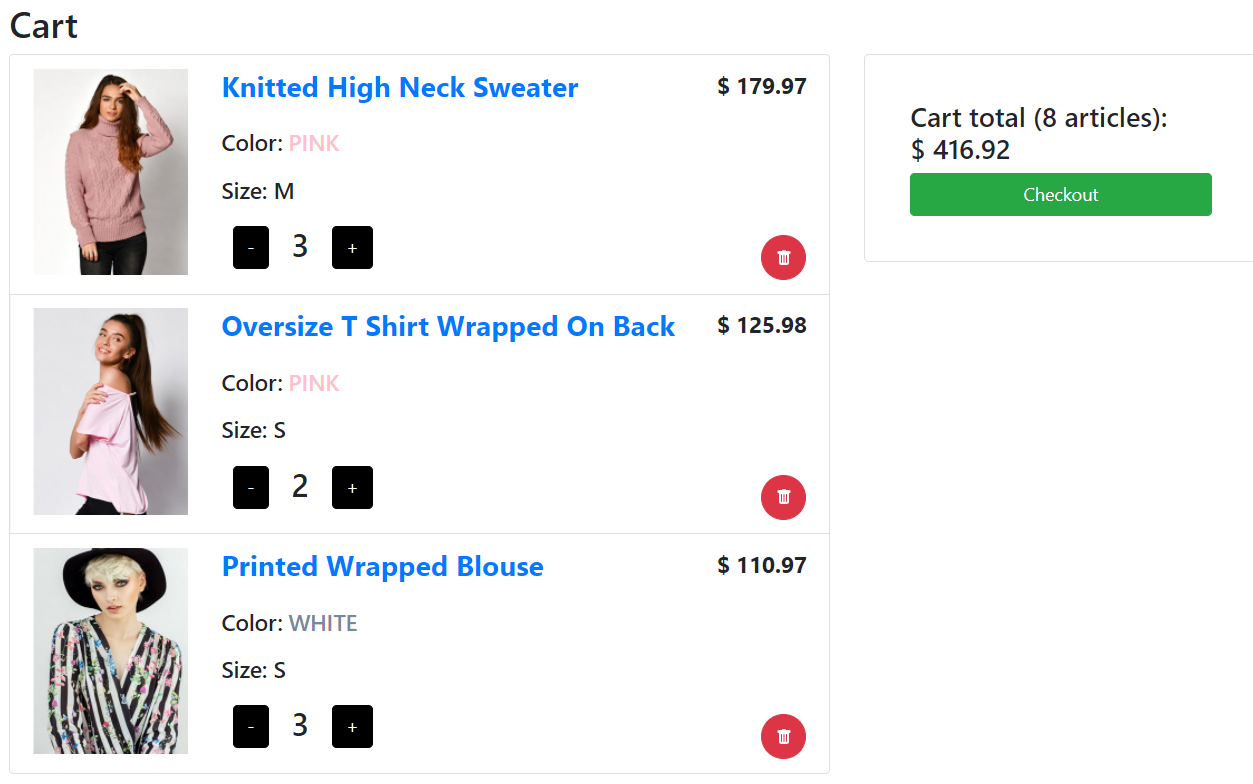 Cart
Knitted High Neck Sweater
$ 179.97
Color: PINK
Size: M
- 3 +
Oversize T Shirt Wrapped On Back
$ 125.98
Color: PINK
Size: S
- 2 +
Printed Wrapped Blouse
$ 110.97
Color: WHITE
Size: S
- 3 +
Cart total (8 articles):
$ 416.92
Checkout